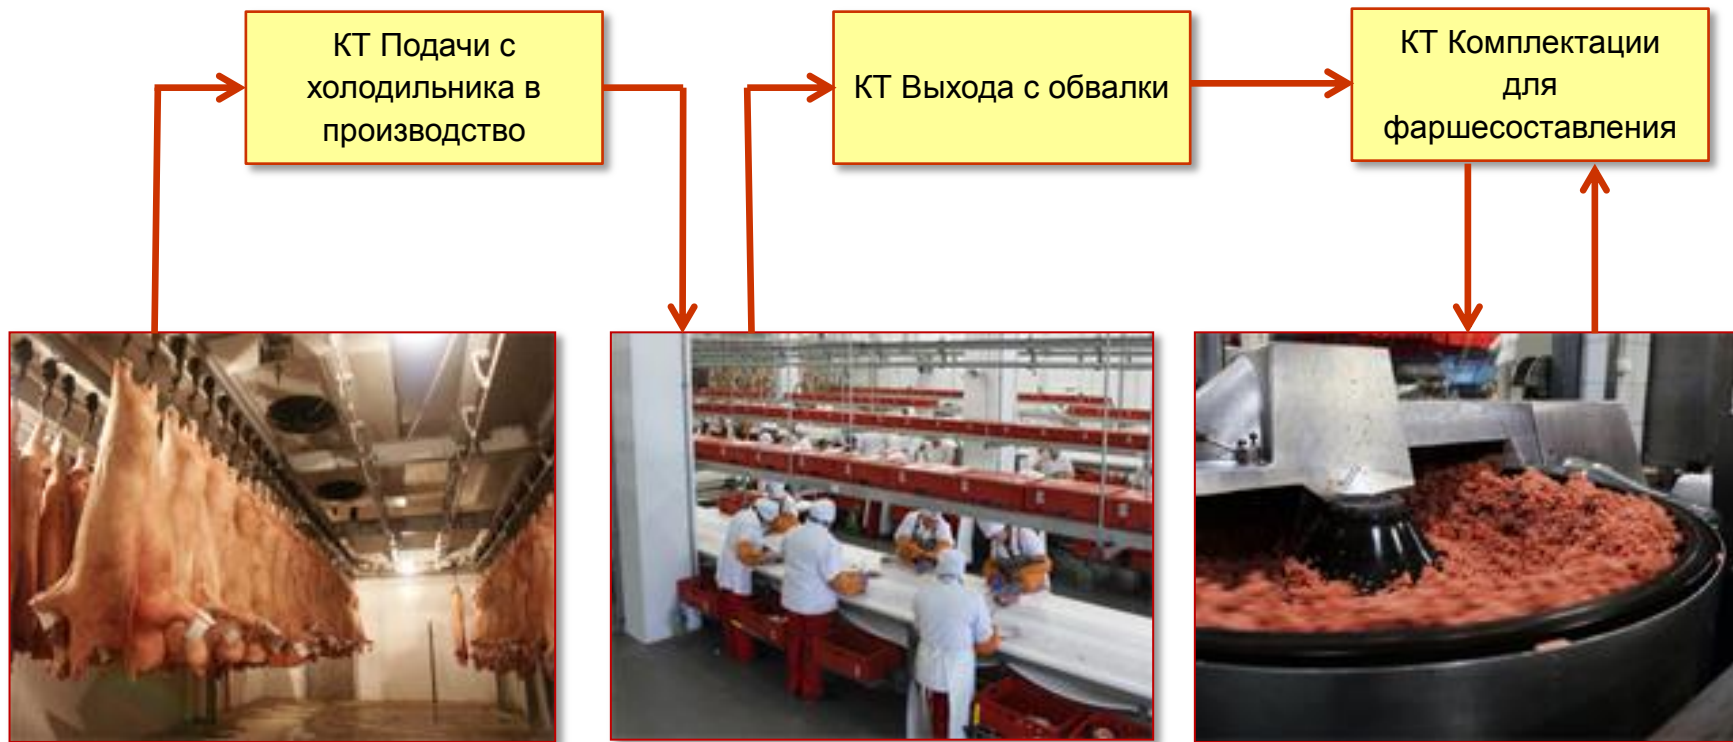 КТ Подачи с
холодильника в
производство
КТ Выхода с обвалки
КТ Комплектации
для
фаршесоставления